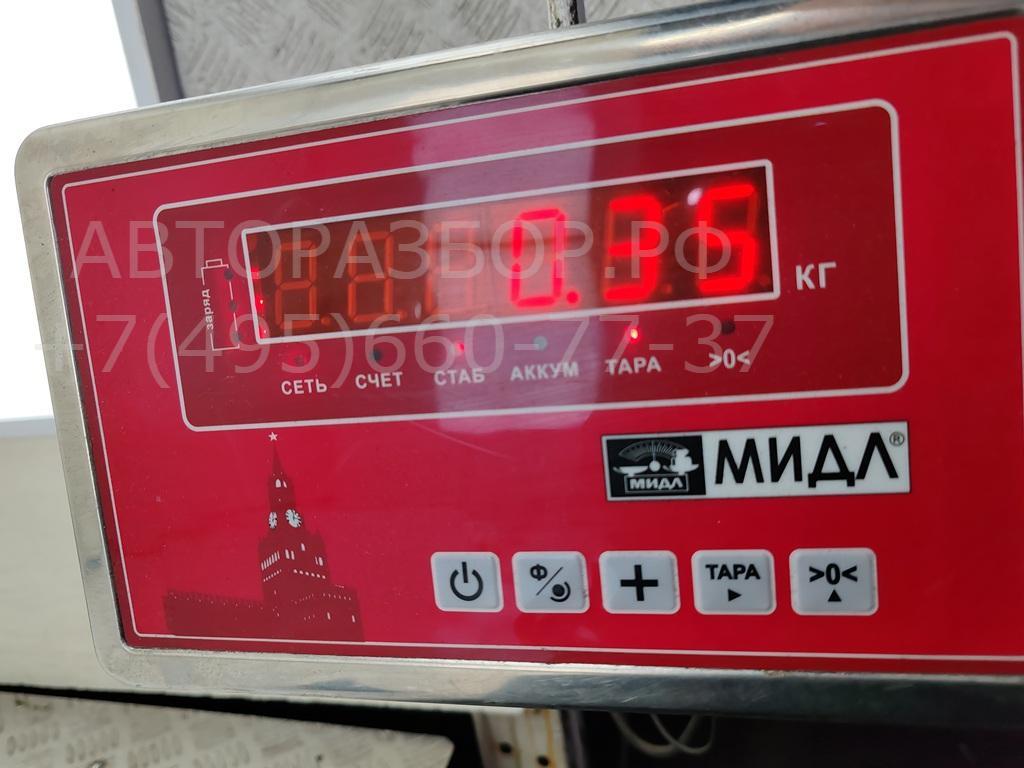 0.35 КГ
заряд
СЕТЬ СЧЕТ СТАБ АККУМ ТАРА >0<
АВТОРАЗБОР.РФ
+7(495)660-77-37
МИДЛ МИДЛ®
Ф ТАРА >0<